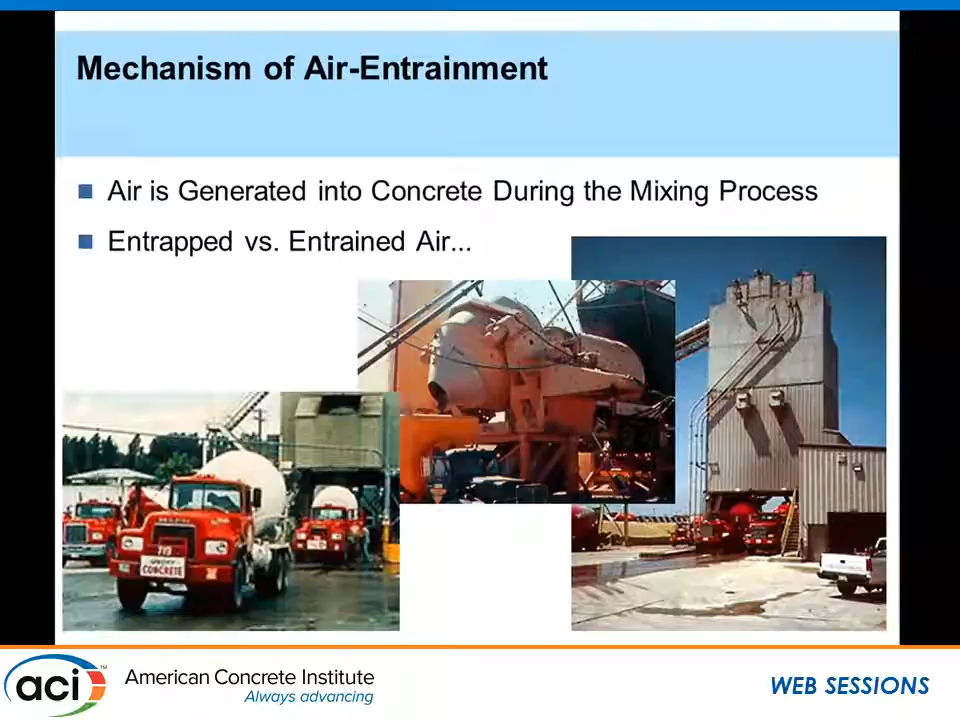 Mechanism of Air-Entrainment
Air is Generated into Concrete During the Mixing Process
Entrapped vs. Entrained Air...
CONCRETE
aci™
American Concrete Institute
Always advancing
WEB SESSIONS